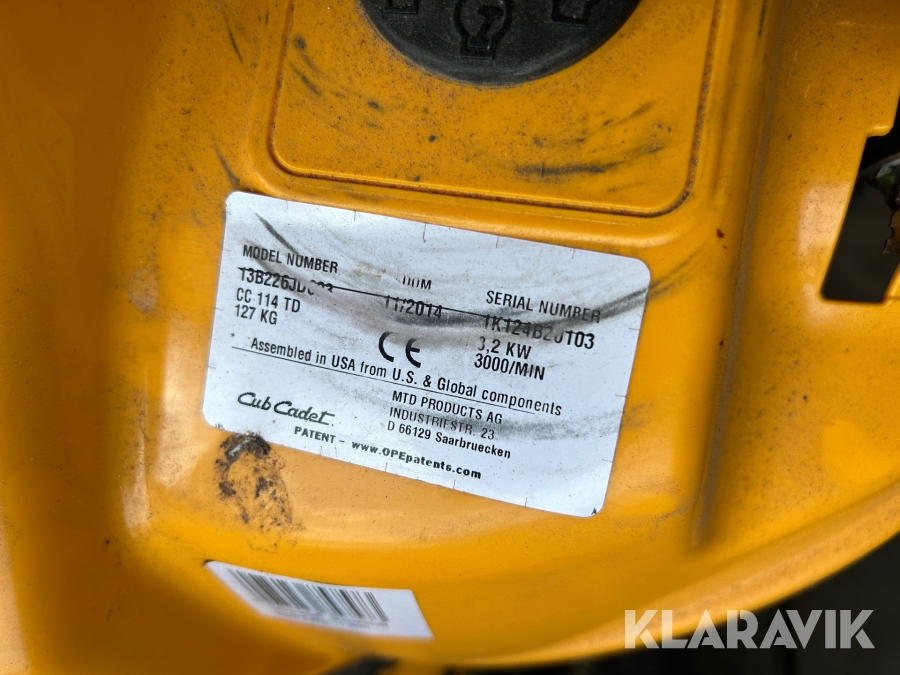 MODEL NUMBER DOM SERIAL NUMBER
11/2014
CC 114 TD 3,2 KW
127 KG 3000/MIN
CE
Assembled in USA from U.S. & Global components
Cub Cadet
MTD PRODUCTS AG
INDUSTRIESTR. 23
D 66129 Saarbruecken
PATENT - www.OPEpatents.com
KLARAVIK